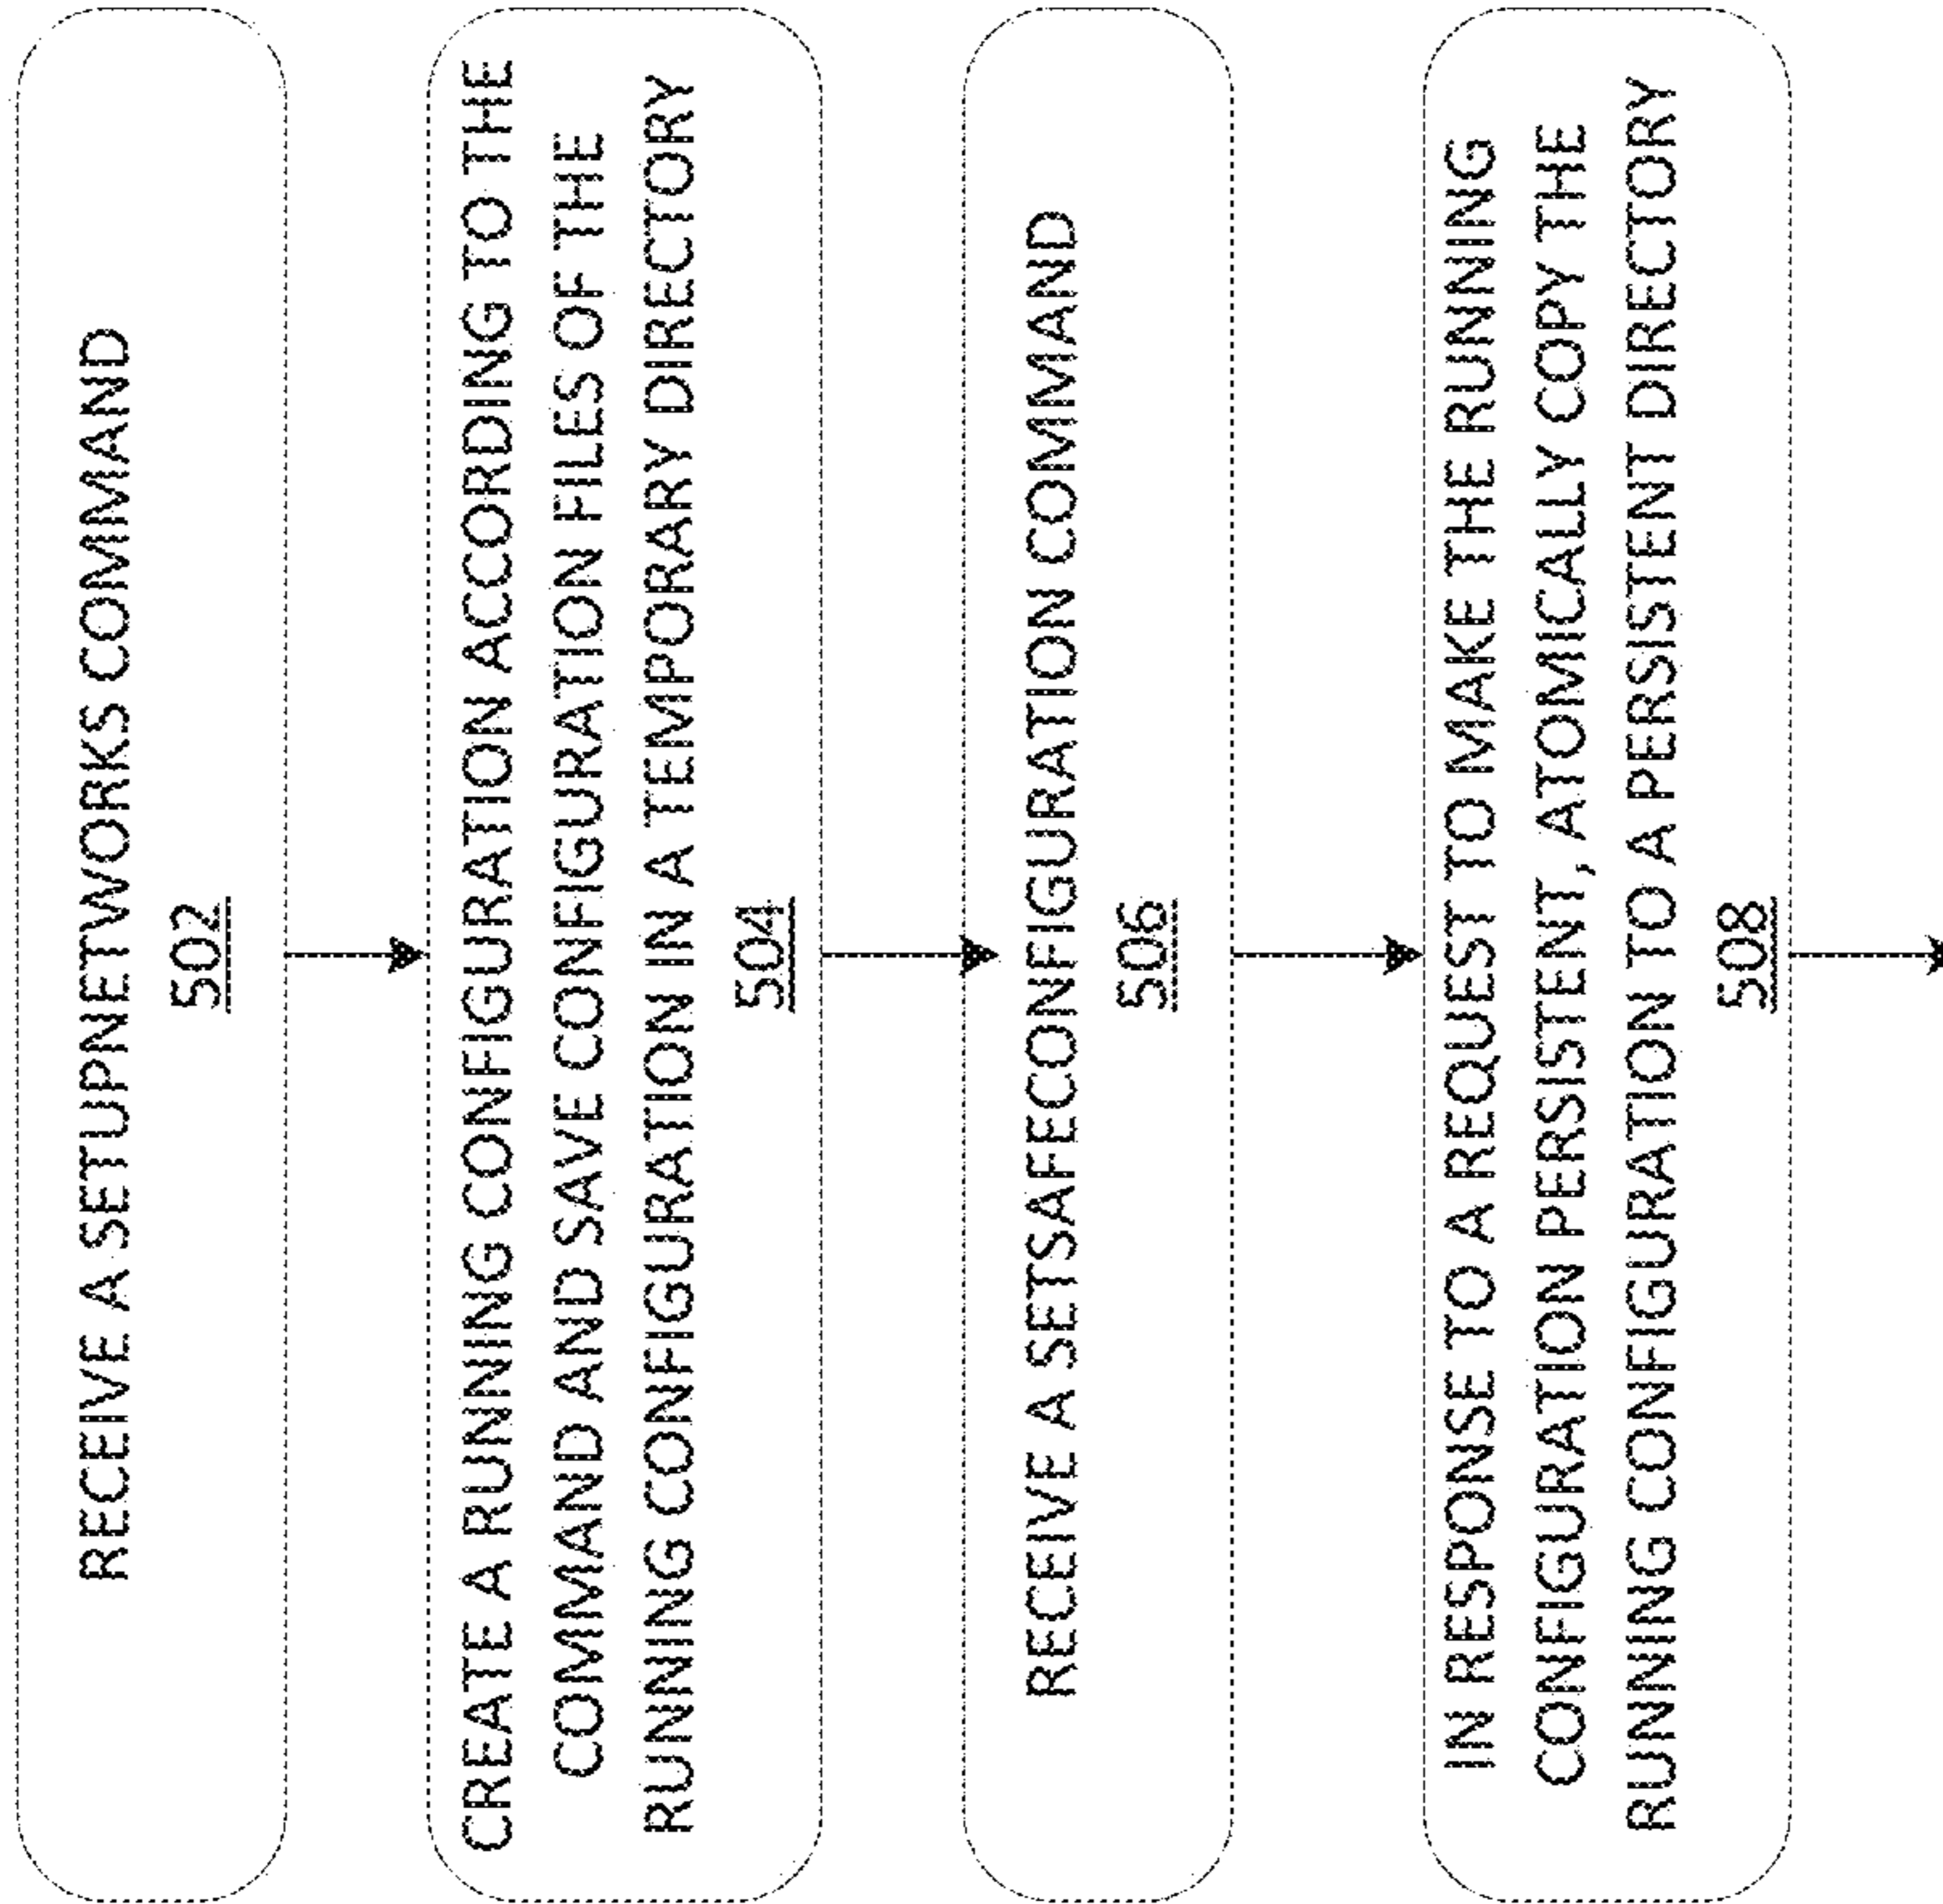 RECEIVE A SETUPNETWORKS COMMAND
502
CREATE A RUNNING CONFIGURATION ACCORDING TO THE
COMMAND AND SAVE CONFIGURATION FILES OF THE
RUNNING CONFIGURATION IN A TEMPORARY DIRECTORY
504
RECEIVE A SETSAFECONFIGURATION COMMAND
506
IN RESPONSE TO A REQUEST TO MAKE THE RUNNING
CONFIGURATION PERSISTENT, ATOMICALLY COPY THE
RUNNING CONFIGURATION TO A PERSISTENT DIRECTORY
508